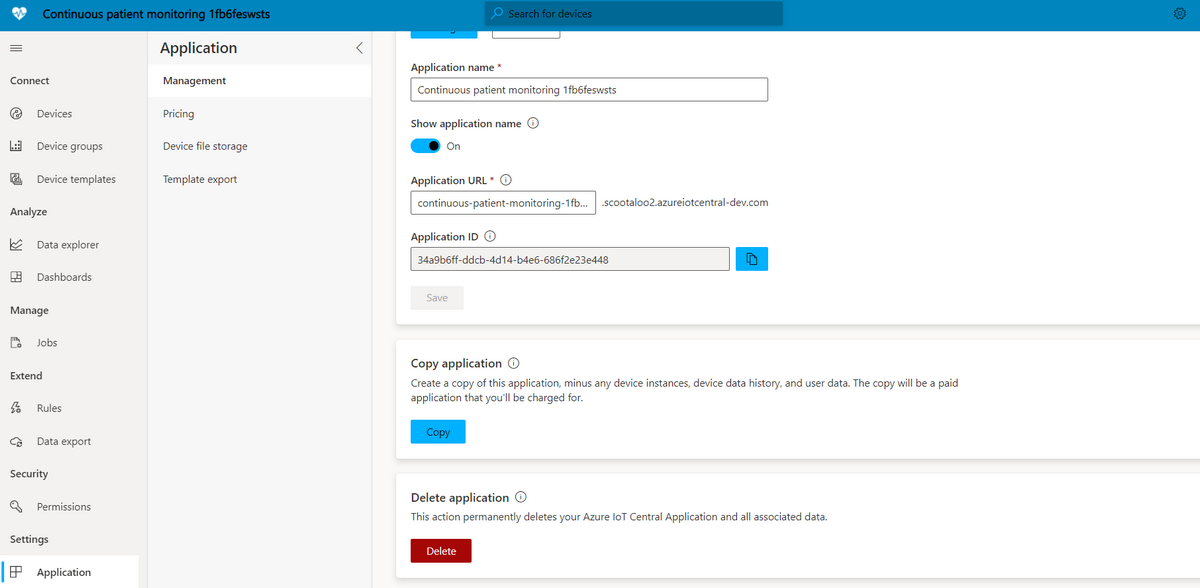 Continuous patient monitoring 1fb6feswsts
Search for devices
Connect
Devices
Device groups
Device templates
Analyze
Data explorer
Dashboards
Manage
Jobs
Extend
Rules
Data export
Security
Permissions
Settings
Application
Application
Management
Pricing
Device file storage
Template export
Application name *
Continuous patient monitoring 1fb6feswsts
Show application name
On
Application URL *
continuous-patient-monitoring-1fb... .scootaloo2.azureiotcentral-dev.com
Application ID
34a9b6ff-ddcb-4d14-b4e6-686f2e23e448
Save
Copy application
Create a copy of this application, minus any device instances, device data history, and user data. The copy will be a paid
application that you'll be charged for.
Copy
Delete application
This action permanently deletes your Azure IoT Central Application and all associated data.
Delete